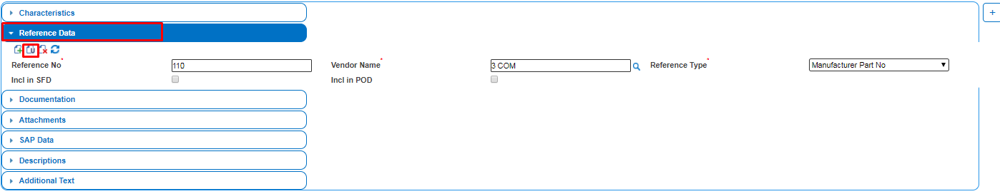 Characteristics
+
Reference Data
Reference No* 110 Vendor Name* 3 COM Reference Type* Manufacturer Part No
Incl in SFD Incl in POD
Documentation
Attachments
SAP Data
Descriptions
Additional Text